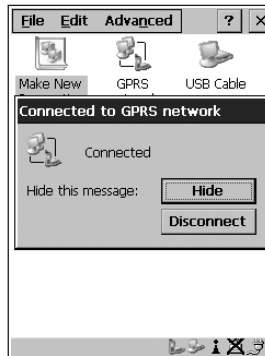 File Edit Advanced ? ×
Make New GPRS USB Cable
Connected to GPRS network
Connected
Hide this message: Hide
Disconnect